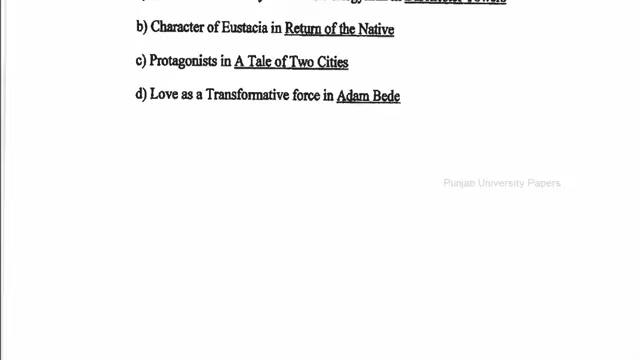 b) Character of Eustacia in Return of the Native
c) Protagonists in A Tale of Two Cities
d) Love as a Transformative force in Adam Bede
Punjab University Papers